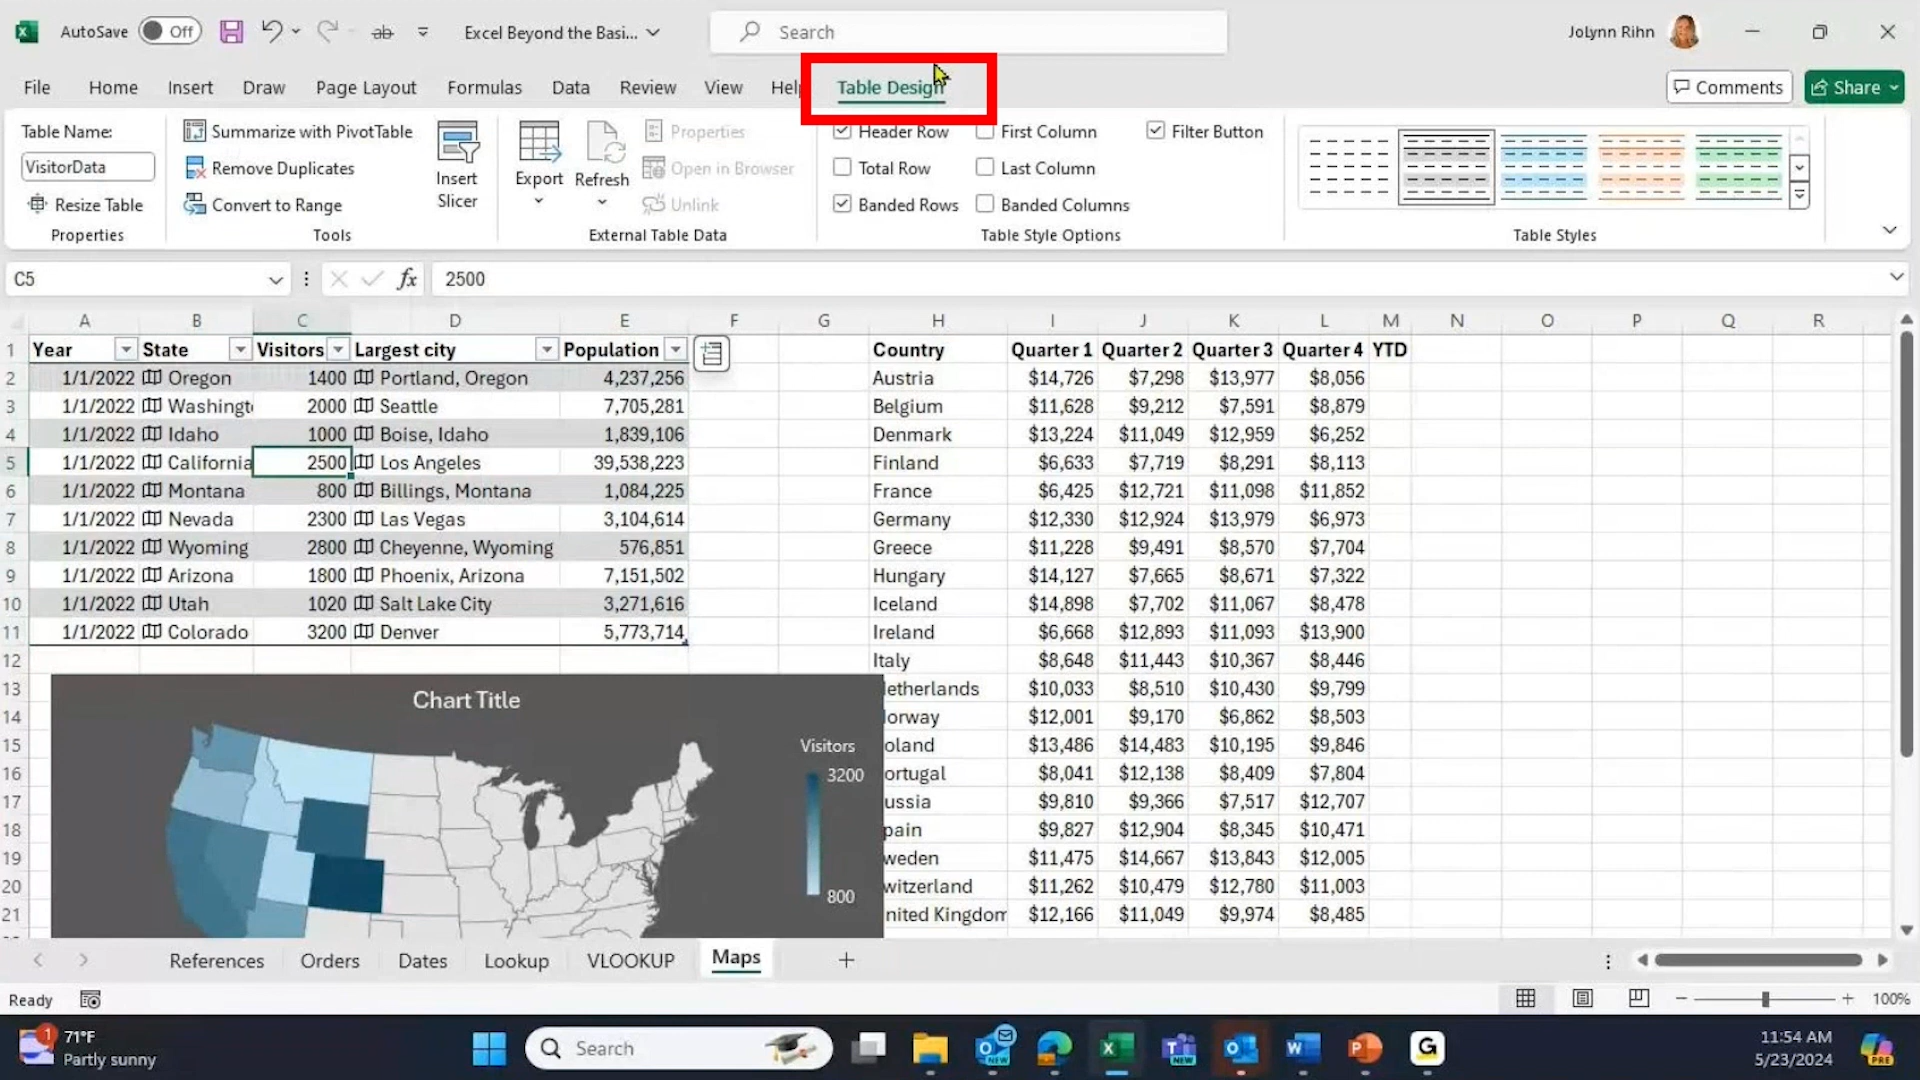 AutoSave Off ab Excel Beyond the Basi... Search Jolynn Rihn
File Home Insert Draw Page Layout Formulas Data Review View Help Table Design Comments Share
Table Name:
VisitorData
Resize Table
Properties
Summarize with PivotTable
Remove Duplicates
Convert to Range
Tools
Insert
Slicer
Export Refresh
Properties
Open in Browser
Unlink
External Table Data
Header Row First Column Filter Button
Total Row Last Column
Banded Rows Banded Columns
Table Style Options
Table Styles
C5 fx 2500
A B C D E F G H I J K L M N O P Q R
1 Year State Visitors Largest city Population Country Quarter 1 Quarter 2 Quarter 3 Quarter 4 YTD
2 1/1/2022 Oregon 1400 Portland, Oregon 4,237,256 Austria $14,726 $7,298 $13,977 $8,056
3 1/1/2022 Washingt 2000 Seattle 7,705,281 Belgium $11,628 $9,212 $7,591 $8,879
4 1/1/2022 Idaho 1000 Boise, Idaho 1,839,106 Denmark $13,224 $11,049 $12,959 $6,252
5 1/1/2022 California 2500 Los Angeles 39,538,223 Finland $6,633 $7,719 $8,291 $8,113
6 1/1/2022 Montana 800 Billings, Montana 1,084,225 France $6,425 $12,721 $11,098 $11,852
7 1/1/2022 Nevada 2300 Las Vegas 3,104,614 Germany $12,330 $12,924 $13,979 $6,973
8 1/1/2022 Wyoming 2800 Cheyenne, Wyoming 576,851 Greece $11,228 $9,491 $8,570 $7,704
9 1/1/2022 Arizona 1800 Phoenix, Arizona 7,151,502 Hungary $14,127 $7,665 $8,671 $7,322
10 1/1/2022 Utah 1020 Salt Lake City 3,271,616 Iceland $14,898 $7,702 $11,067 $8,478
11 1/1/2022 Colorado 3200 Denver 5,773,714 Ireland $6,668 $12,893 $11,093 $13,900
12 Italy $8,648 $11,443 $10,367 $8,446
13 etherlands $10,033 $8,510 $10,430 $9,799
14 orway $12,001 $9,170 $6,862 $8,503
15 oland $13,486 $14,483 $10,195 $9,846
16 ortugal $8,041 $12,138 $8,409 $7,804
17 ussia $9,810 $9,366 $7,517 $12,707
18 pain $9,827 $12,904 $8,345 $10,471
19 weden $11,475 $14,667 $13,843 $12,005
20 witzerland $11,262 $10,479 $12,780 $11,003
21 nited Kingdom $12,166 $11,049 $9,974 $8,485
Chart Title
Visitors
3200
800
References Orders Dates Lookup VLOOKUP Maps
Ready 100%
1 71°F
Partly sunny
Search
NEW
NEW
W
P
G
11:54 AM
5/23/2024
PRE